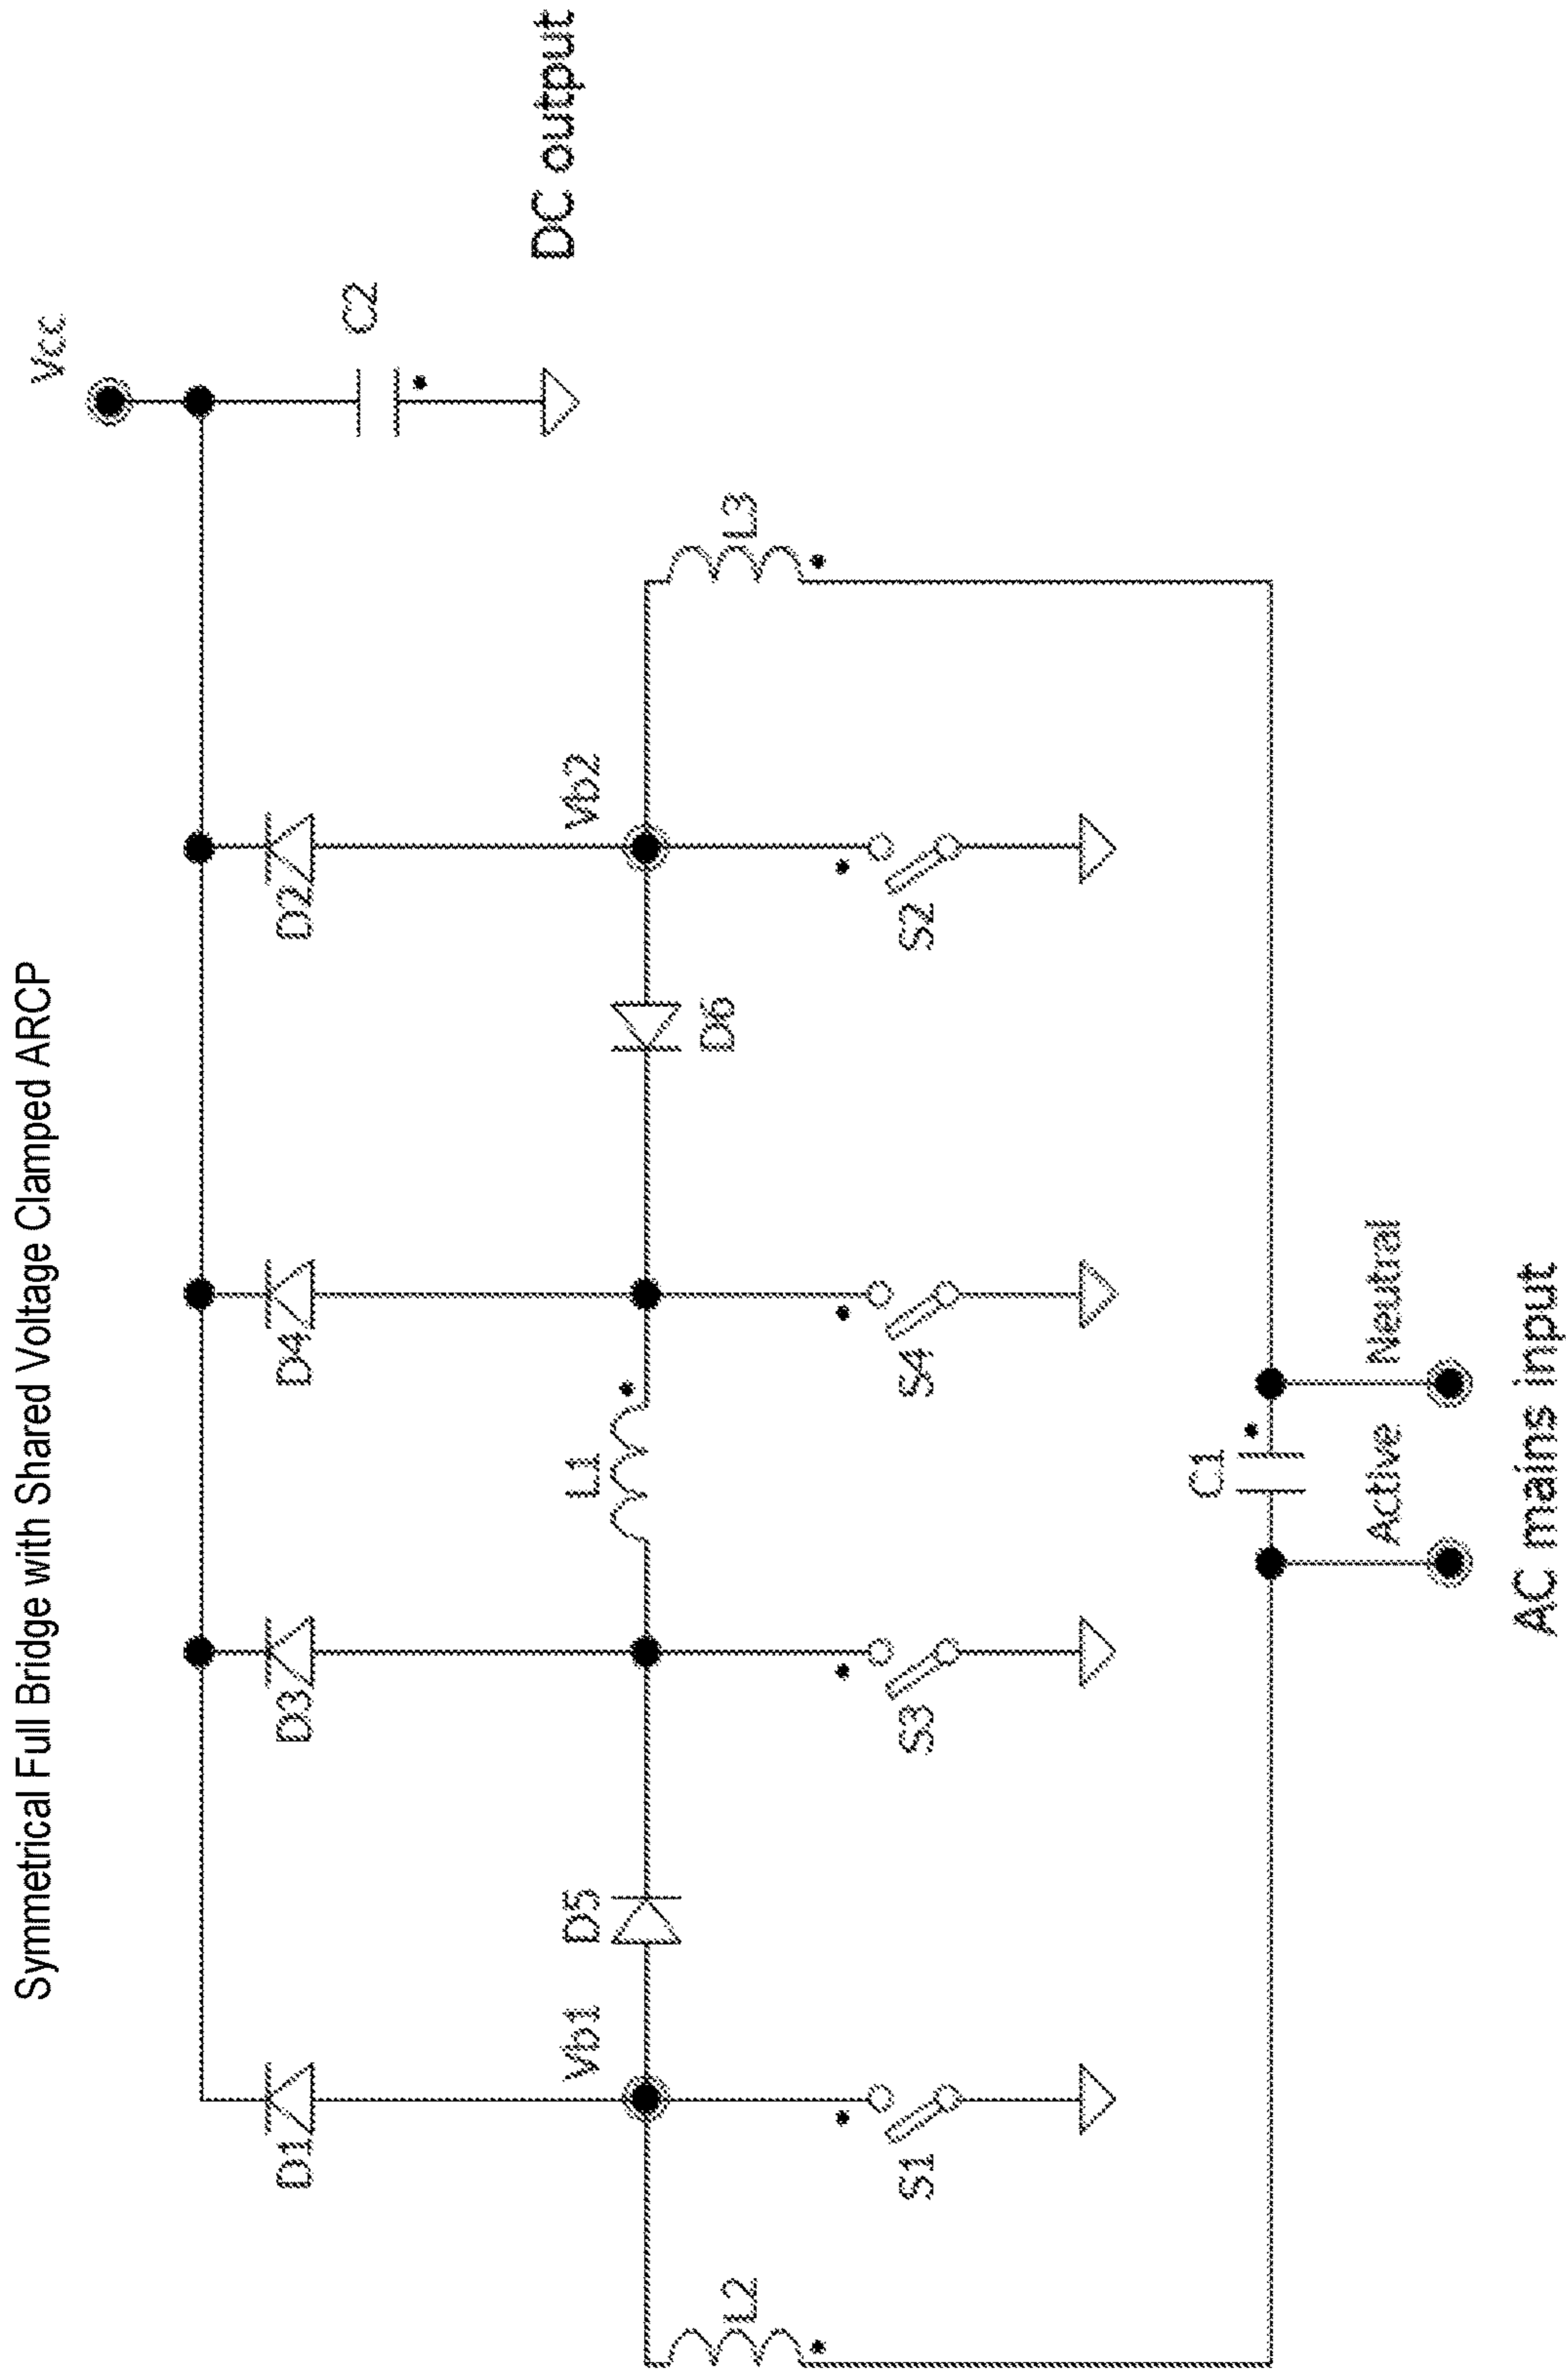 Symmetrical Full Bridge with Shared Voltage Clamped ARCP
Vcc
D1
D3
D4
D2
C2
DC output
Vb1
D5
L1
D6
Vb2
L2
L3
S1
S3
S4
S2
C1
Active
Neutral
AC mains input